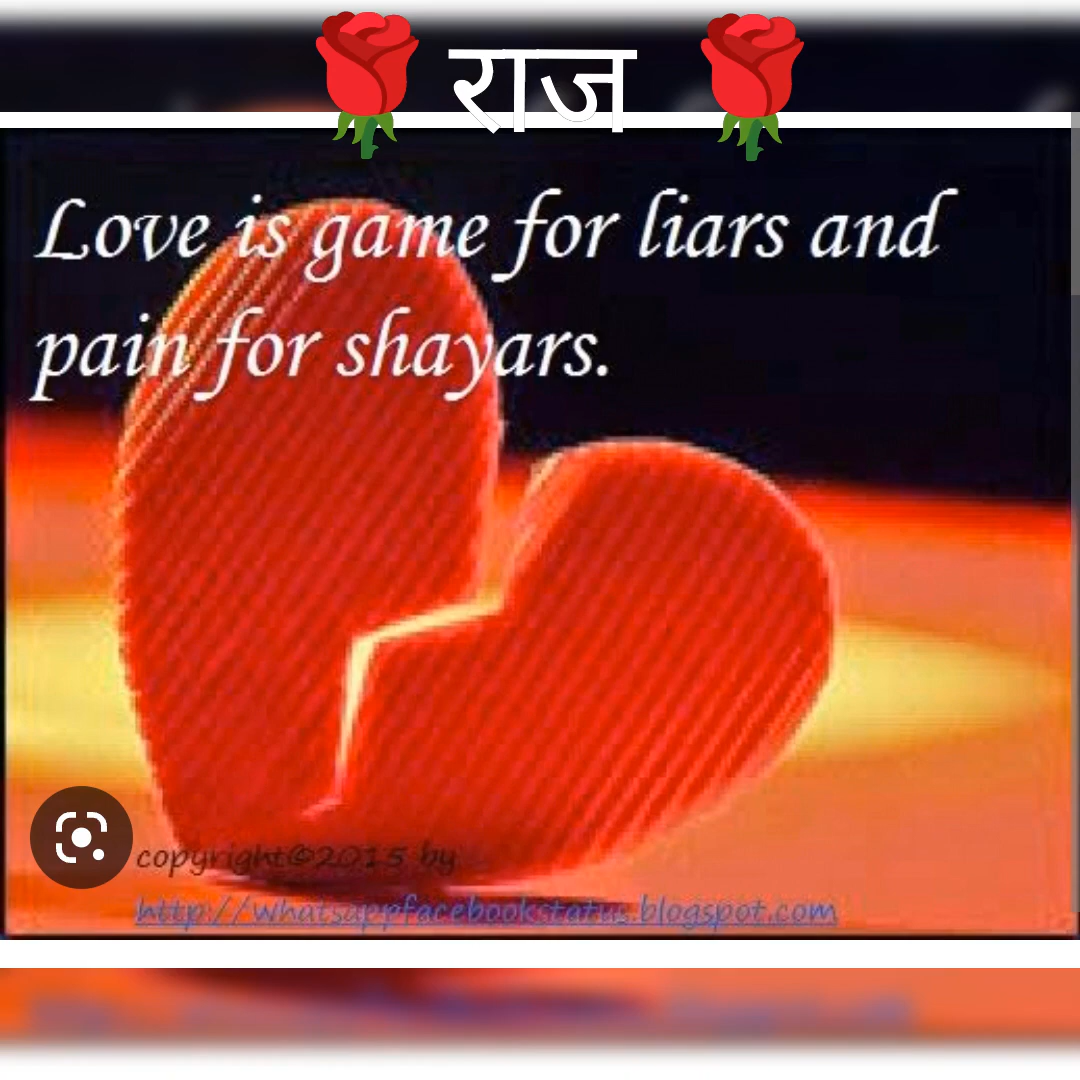 🌹 राज 🌹
Love is game for liars and
pain for shayars.
copyright©2015 by
http://whatsappfacebookstatus.blogspot.com